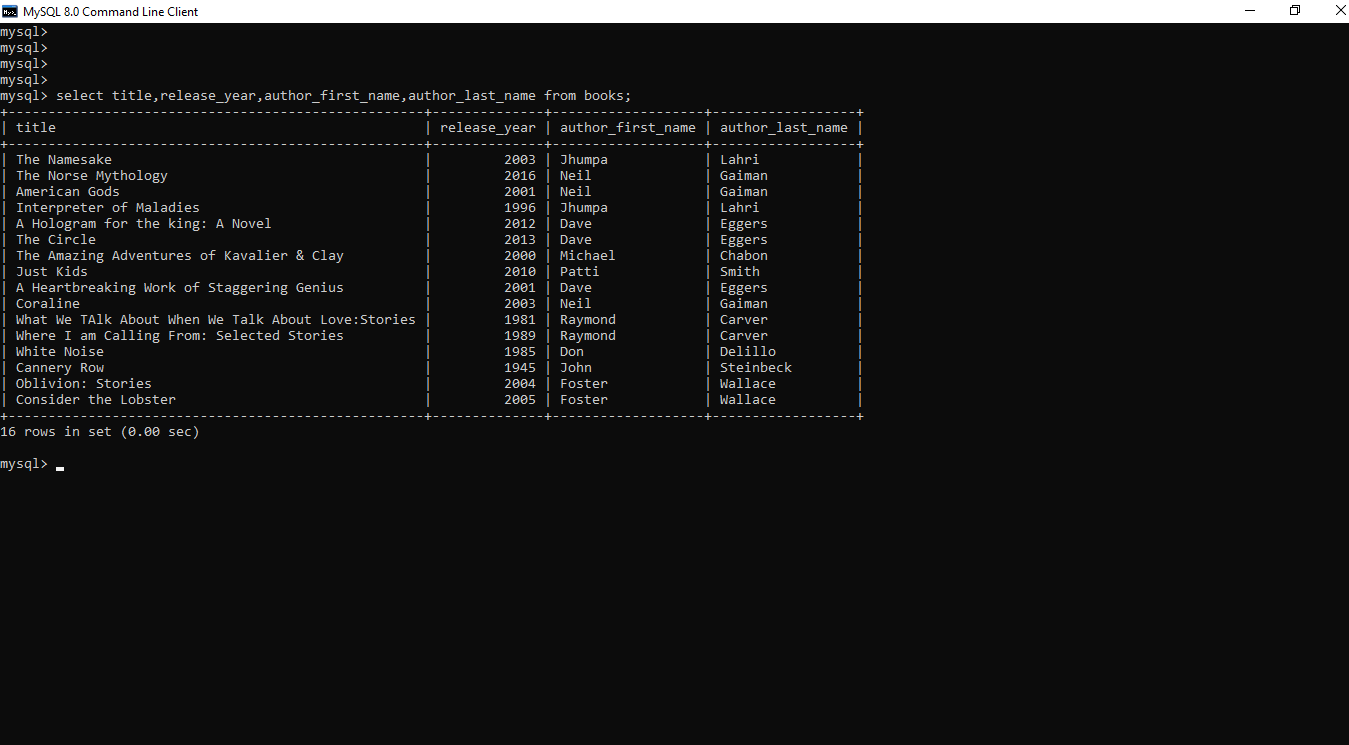 MySQL 8.0 Command Line Client
mysql>
mysql>
mysql>
mysql>
mysql> select title,release_year,author_first_name,author_last_name from books;
+----------------------------------------------------+--------------+-------------------+------------------+
| title | release_year | author_first_name | author_last_name |
+----------------------------------------------------+--------------+-------------------+------------------+
| The Namesake | 2003 | Jhumpa | Lahri |
| The Norse Mythology | 2016 | Neil | Gaiman |
| American Gods | 2001 | Neil | Gaiman |
| Interpreter of Maladies | 1996 | Jhumpa | Lahri |
| A Hologram for the king: A Novel | 2012 | Dave | Eggers |
| The Circle | 2013 | Dave | Eggers |
| The Amazing Adventures of Kavalier & Clay | 2000 | Michael | Chabon |
| Just Kids | 2010 | Patti | Smith |
| A Heartbreaking Work of Staggering Genius | 2001 | Dave | Eggers |
| Coraline | 2003 | Neil | Gaiman |
| What We TAlk About When We Talk About Love:Stories | 1981 | Raymond | Carver |
| Where I am Calling From: Selected Stories | 1989 | Raymond | Carver |
| White Noise | 1985 | Don | Delillo |
| Cannery Row | 1945 | John | Steinbeck |
| Oblivion: Stories | 2004 | Foster | Wallace |
| Consider the Lobster | 2005 | Foster | Wallace |
+----------------------------------------------------+--------------+-------------------+------------------+
16 rows in set (0.00 sec)
mysql>